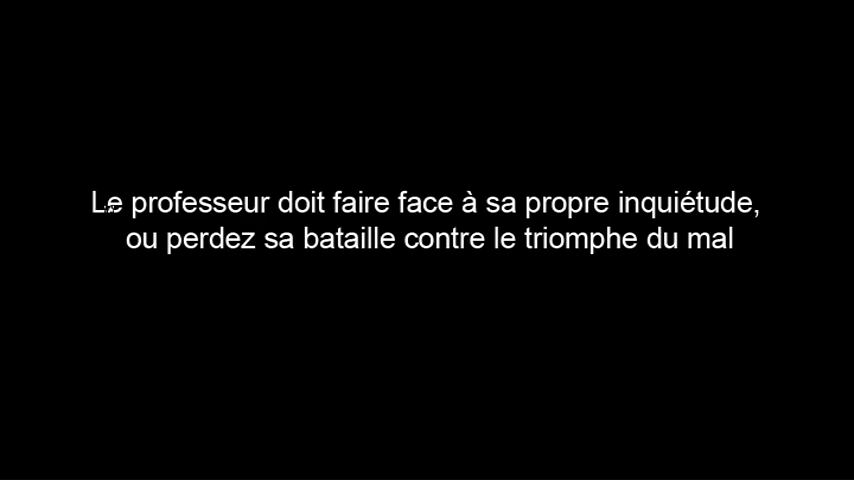 Le professeur doit faire face à sa propre inquiétude,
ou perdez sa bataille contre le triomphe du mal